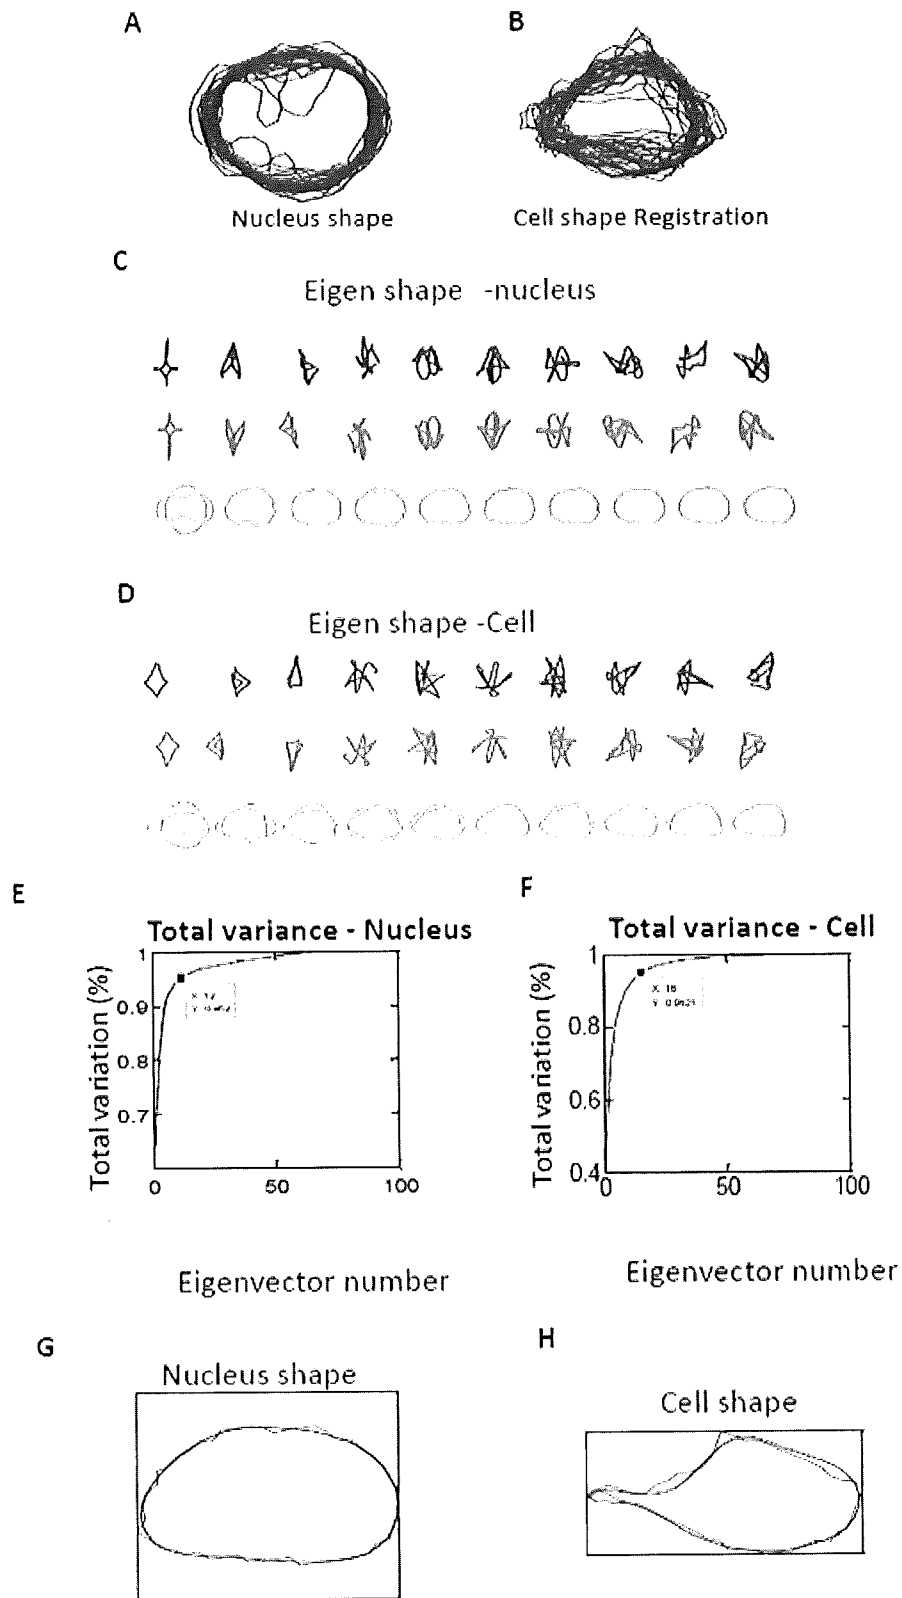 A
B
Nucleus shape
Cell shape Registration
C
Eigen shape -nucleus
D
Eigen shape -Cell
E
F
Total variance - Nucleus
Total variance - Cell
Total variation (%)
1
0.9
0.8
0.7
0
50
100
Total variation (%)
1
0.8
0.6
0.4
0
50
100
X: 16
Eigenvector number
Eigenvector number
G
H
Nucleus shape
Cell shape